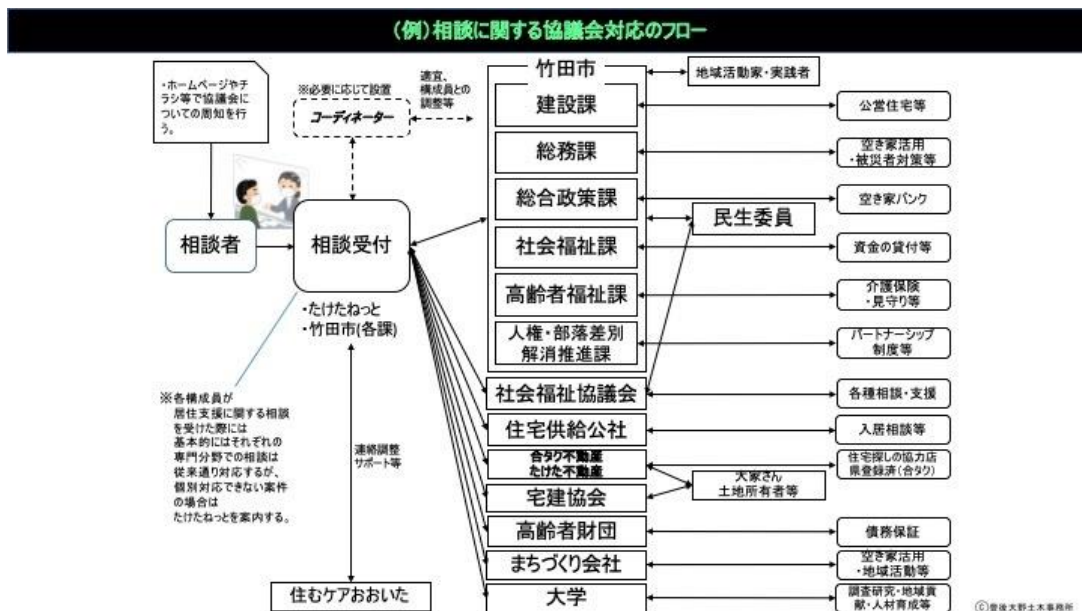 (例)相談に関する協議会対応のフロー
・ホームページやチ
ラシ等で協議会に
ついての周知を行
う。
※必要に応じて設置
コーディネーター
適宜、
構成員との
調整等
相談者
相談受付
・たけたねっと
・竹田市(各課)
※各構成員が
居住支援に関する相談
を受けた際には
基本的にはそれぞれの
専門分野での相談は
従来通り対応するが、
個別対応できない案件
の場合は
たけたねっとを案内する。
連絡調整
サポート等
住むケアおおいた
竹田市
地域活動家・実践者
建設課
公営住宅等
総務課
空き家活用
・被災者対策等
総合政策課
空き家バンク
民生委員
社会福祉課
資金の貸付等
高齢者福祉課
介護保険
・見守り等
人権・部落差別
解消推進課
パートナーシップ
制度等
社会福祉協議会
各種相談・支援
住宅供給公社
入居相談等
合タク不動産
たけた不動産
住宅探しの協力店
県登録済(合タク)
大家さん
土地所有者等
宅建協会
高齢者財団
債務保証
まちづくり会社
空き家活用
・地域活動等
大学
調査研究・地域貢
献・人材育成等
Ⓒ豊後大野土木事務所